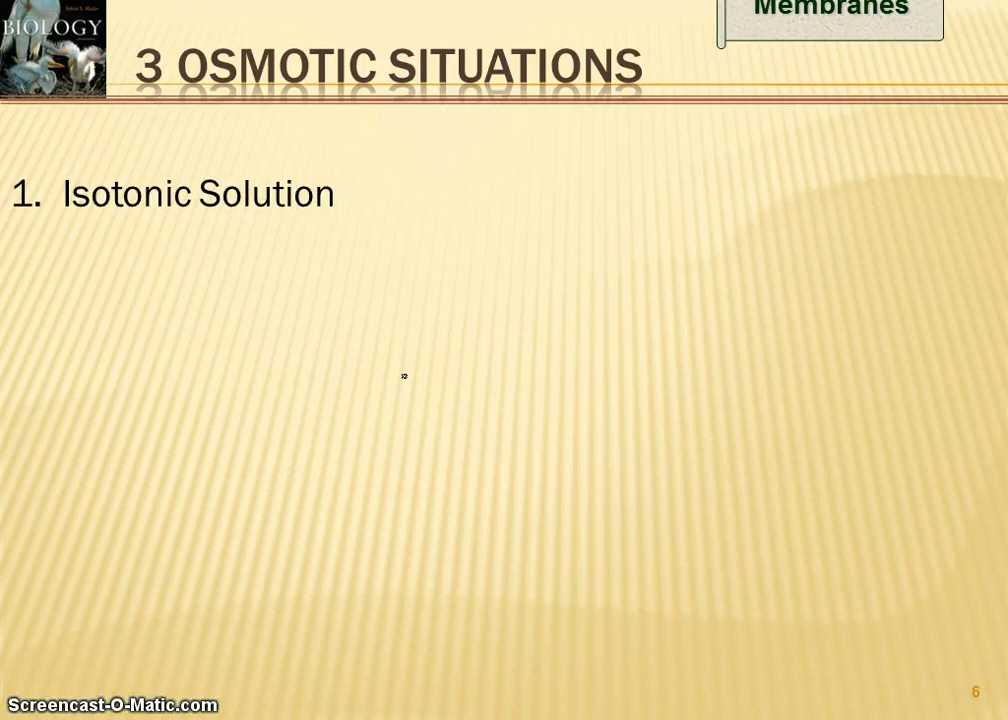 Membranes
BIOLOGY
3 OSMOTIC SITUATIONS
1. Isotonic Solution
6
Screencast-O-Matic.com